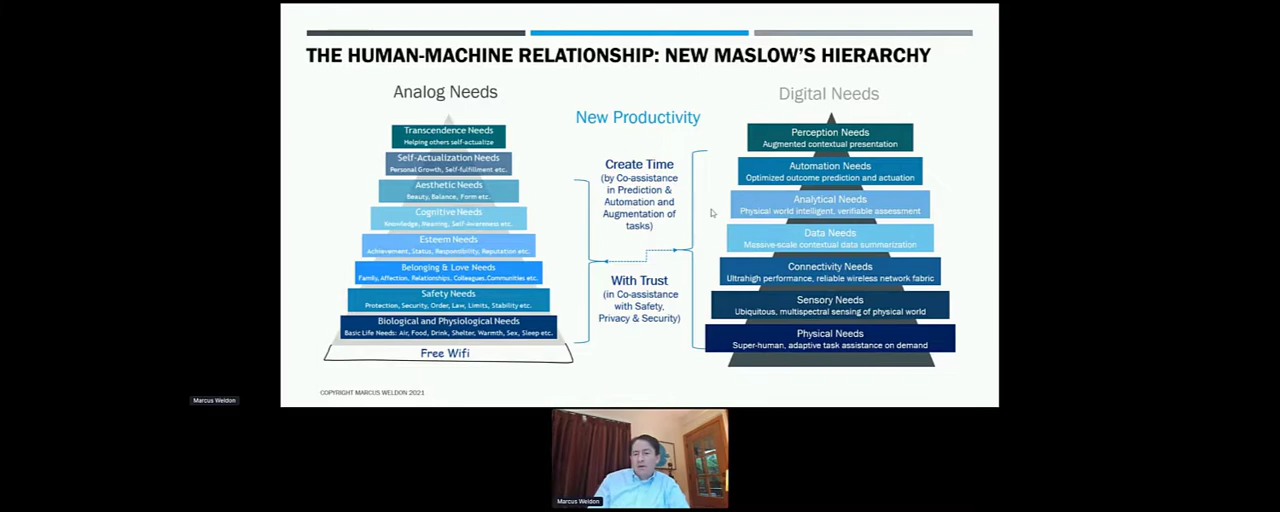 THE HUMAN-MACHINE RELATIONSHIP: NEW MASLOW'S HIERARCHY
Analog Needs
Transcendence Needs
Helping others self-actualize
Self-Actualization Needs
Personal Growth, Self-fulfillment etc.
Aesthetic Needs
Beauty, Balance, Form etc.
Cognitive Needs
Knowledge, Meaning, Self-Awareness etc.
Esteem Needs
Achievement, Status, Responsibility, Reputation etc.
Belonging & Love Needs
Family, Affection, Relationships, Colleagues.Communities etc.
Safety Needs
Protection, Security, Order, Law, Limits, Stability etc.
Biological and Physiological Needs
Basic Life Needs: Air, Food, Drink, Shelter, Warmth, Sex, Sleep etc.
Free Wifi
New Productivity
Create Time
(by Co-assistance
in Prediction &
Automation and
Augmentation of
tasks)
With Trust
(in Co-assistance
with Safety,
Privacy & Security)
Digital Needs
Perception Needs
Augmented contextual presentation
Automation Needs
Optimized outcome prediction and actuation
Analytical Needs
Physical world intelligent, verifiable assessment
Data Needs
Massive-scale contextual data summarization
Connectivity Needs
Ultrahigh performance, reliable wireless network fabric
Sensory Needs
Ubiquitous, multispectral sensing of physical world
Physical Needs
Super-human, adaptive task assistance on demand
COPYRIGHT MARCUS WELDON 2021
Marcus Weldon
Marcus Weldon